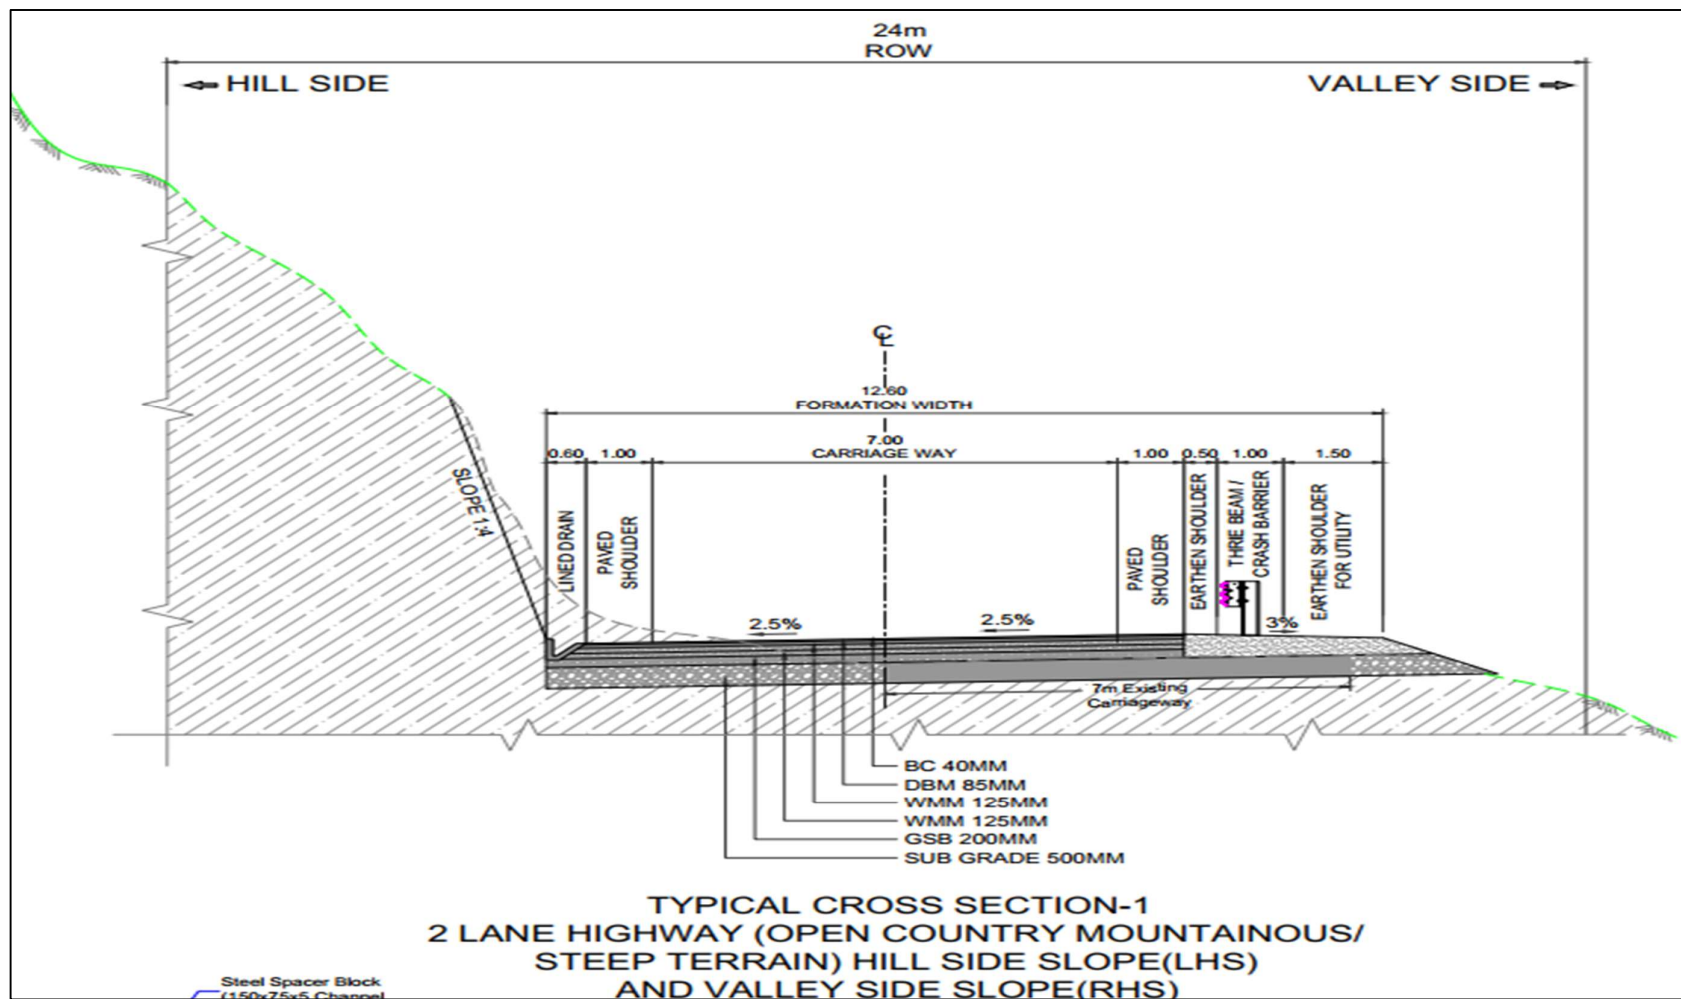 24m
ROW
HILL SIDE
VALLEY SIDE
CL
12.60
FORMATION WIDTH
0.60
1.00
7.00
CARRIAGE WAY
1.00
0.50
1.00
1.50
SLOPE 1:4
LINED DRAIN
PAVED
SHOULDER
PAVED
SHOULDER
EARTHEN SHOULDER
THRIE BEAM /
CRASH BARRIER
EARTHEN SHOULDER
FOR UTILITY
2.5%
2.5%
3%
7m Existing
Carriageway
BC 40MM
DBM 85MM
WMM 125MM
WMM 125MM
GSB 200MM
SUB GRADE 500MM
TYPICAL CROSS SECTION-1
2 LANE HIGHWAY (OPEN COUNTRY MOUNTAINOUS/
STEEP TERRAIN) HILL SIDE SLOPE(LHS)
AND VALLEY SIDE SLOPE(RHS)
Steel Spacer Block
(150x75x5 Channel